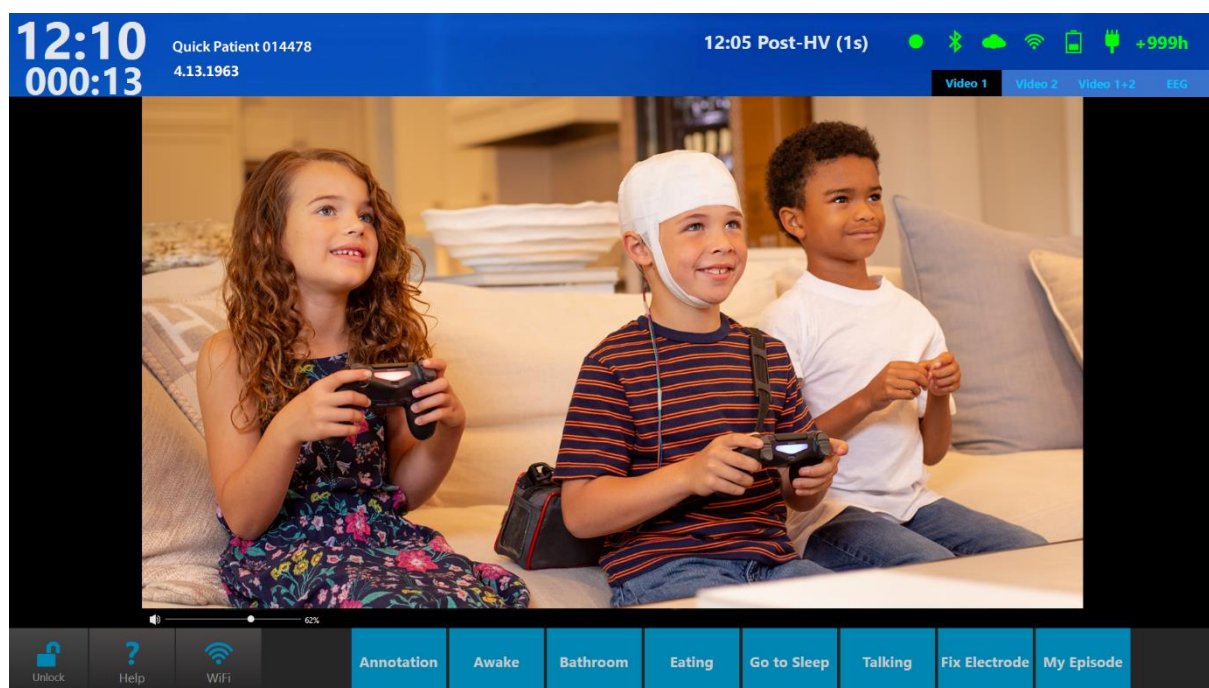 12:10
000:13
Quick Patient 014478
4.13.1963
12:05 Post-HV (1s)
+999h
Video 1 Video 2 Video 1+2 EEG
H
62%
Unlock
? Help
WiFi
Annotation
Awake
Bathroom
Eating
Go to Sleep
Talking
Fix Electrode
My Episode